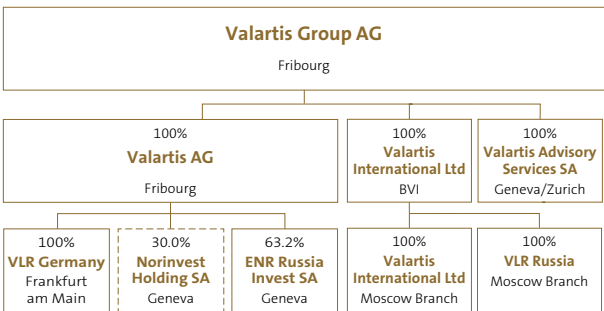 Valartis Group AG
Fribourg
100%
Valartis AG
Fribourg
100%
Valartis
International Ltd
BVI
100%
Valartis Advisory
Services SA
Geneva/Zurich
100%
VLR Germany
Frankfurt
am Main
30.0%
Norinvest
Holding SA
Geneva
63.2%
ENR Russia
Invest SA
Geneva
100%
Valartis
International Ltd
Moscow Branch
100%
VLR Russia
Moscow Branch